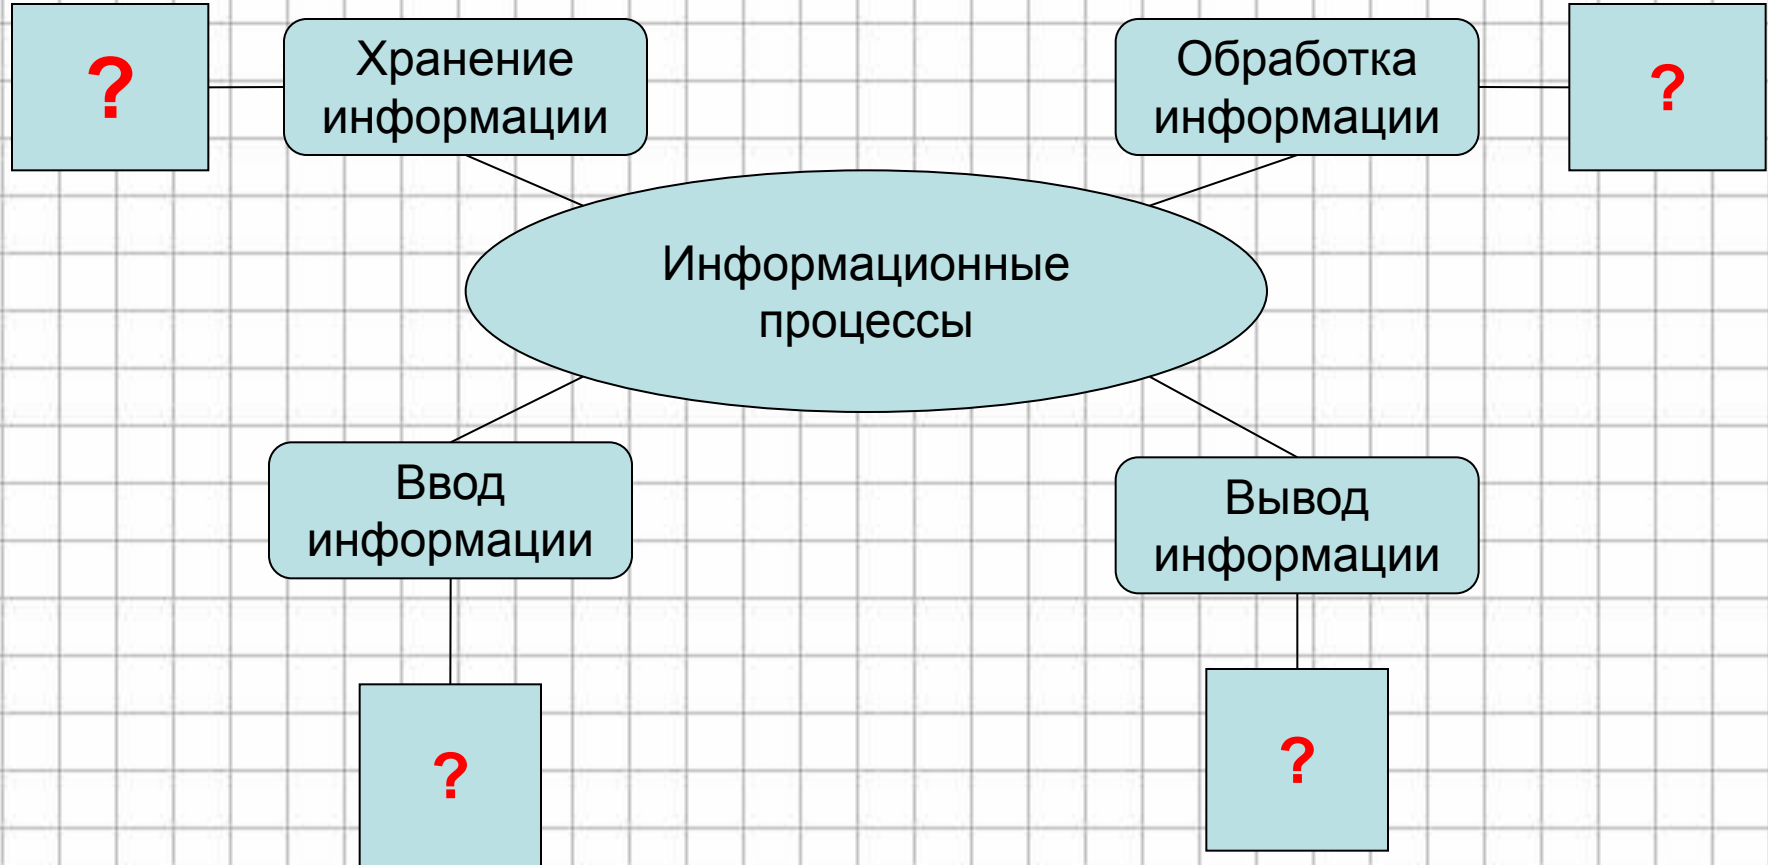 ?
Хранение
информации
Обработка
информации
?
Информационные
процессы
Ввод
информации
Вывод
информации
?
?